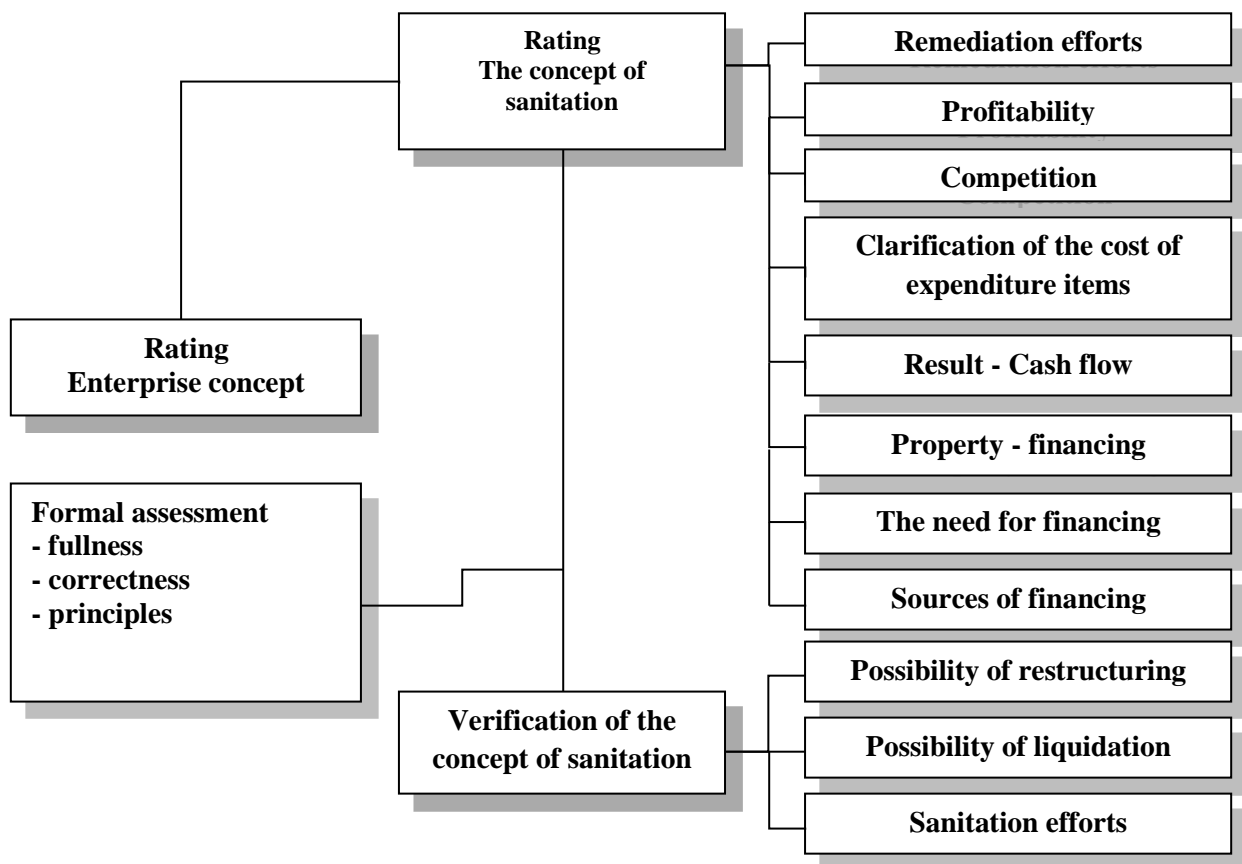 Rating
The concept of
sanitation
Rating
Enterprise concept
Formal assessment
- fullness
- correctness
- principles
Verification of the
concept of sanitation
Remediation efforts
Profitability
Competition
Clarification of the cost of
expenditure items
Result - Cash flow
Property - financing
The need for financing
Sources of financing
Possibility of restructuring
Possibility of liquidation
Sanitation efforts